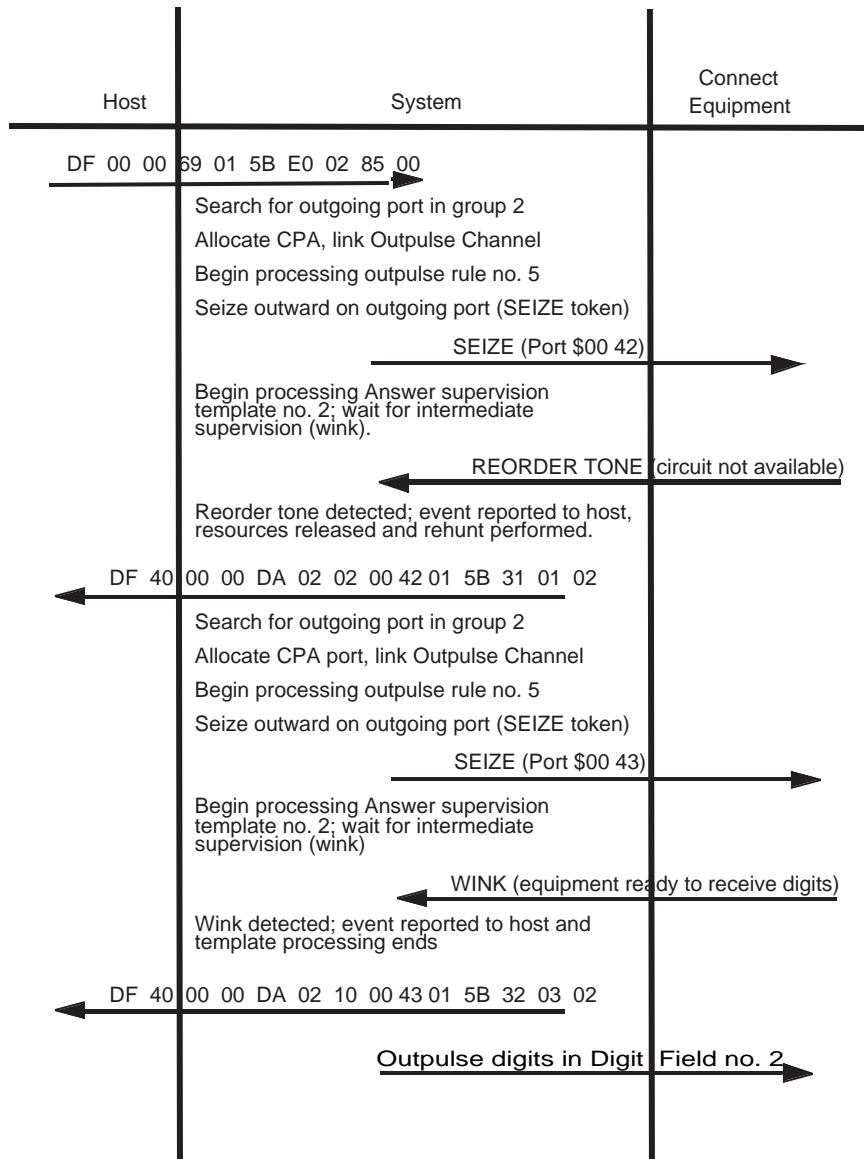 Host
System
Connect
Equipment
DF 00 00 69 01 5B E0 02 85 00
Search for outgoing port in group 2
Allocate CPA, link Outpulse Channel
Begin processing outpulse rule no. 5
Seize outward on outgoing port (SEIZE token)
SEIZE (Port $00 42)
Begin processing Answer supervision
template no. 2; wait for intermediate
supervision (wink).
REORDER TONE (circuit not available)
Reorder tone detected; event reported to host,
resources released and rehunt performed.
DF 40 00 00 DA 02 02 00 42 01 5B 31 01 02
Search for outgoing port in group 2
Allocate CPA port, link Outpulse Channel
Begin processing outpulse rule no. 5
Seize outward on outgoing port (SEIZE token)
SEIZE (Port $00 43)
Begin processing Answer supervision
template no. 2; wait for intermediate
supervision (wink)
WINK (equipment ready to receive digits)
Wink detected; event reported to host and
template processing ends
DF 40 00 00 DA 02 10 00 43 01 5B 32 03 02
Outpulse digits in Digit Field no. 2